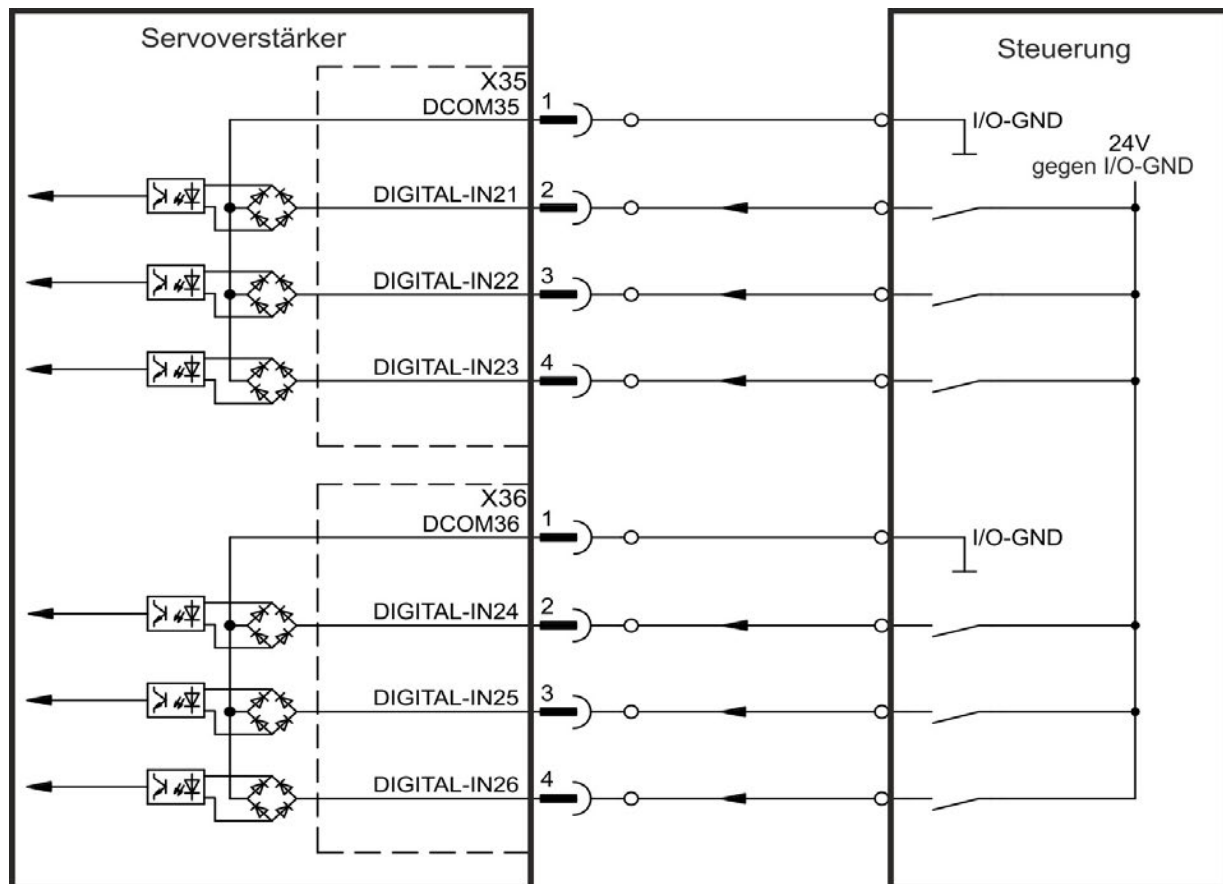 Servoverstärker
Steuerung
X35
DCOM35
1
I/O-GND
24V
gegen I/O-GND
DIGITAL-IN21
2
DIGITAL-IN22
3
DIGITAL-IN23
4
X36
DCOM36
1
I/O-GND
DIGITAL-IN24
2
DIGITAL-IN25
3
DIGITAL-IN26
4